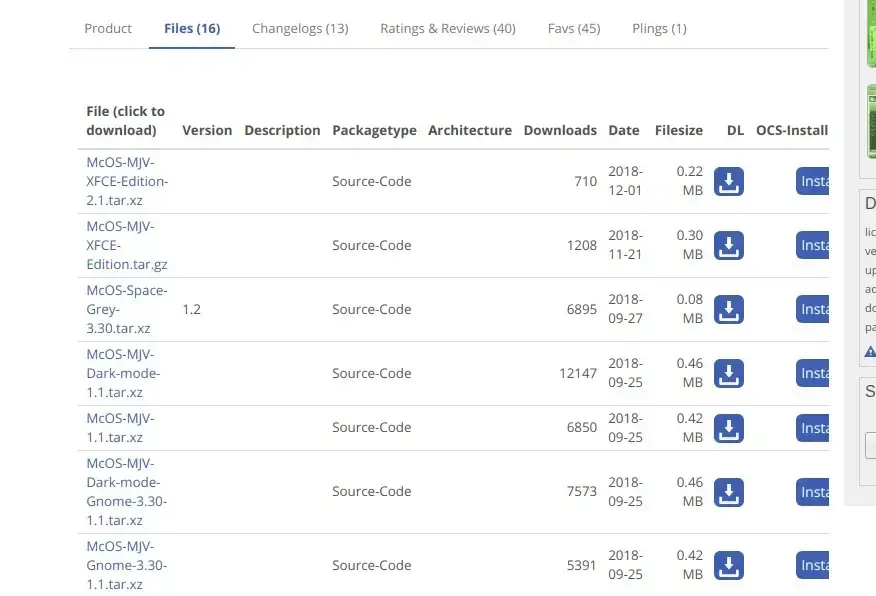 Product Files (16) Changelogs (13) Ratings & Reviews (40) Favs (45) Plings (1)
File (click to
download) Version Description Packagetype Architecture Downloads Date Filesize DL OCS-Install
McOS-MJV-
XFCE-Edition-
2.1.tar.xz
Source-Code
710
2018-
12-01
0.22
MB
Insta
McOS-MJV-
XFCE-
Edition.tar.gz
Source-Code
1208
2018-
11-21
0.30
MB
Insta
McOS-Space-
Grey-
3.30.tar.xz
1.2
Source-Code
6895
2018-
09-27
0.08
MB
Insta
McOS-MJV-
Dark-mode-
1.1.tar.xz
Source-Code
12147
2018-
09-25
0.46
MB
Insta
McOS-MJV-
1.1.tar.xz
Source-Code
6850
2018-
09-25
0.42
MB
Insta
McOS-MJV-
Dark-mode-
Gnome-3.30-
1.1.tar.xz
Source-Code
7573
2018-
09-25
0.46
MB
Insta
McOS-MJV-
Gnome-3.30-
1.1.tar.xz
Source-Code
5391
2018-
09-25
0.42
MB
Insta
D
lic
ve
up
ac
do
pa
S